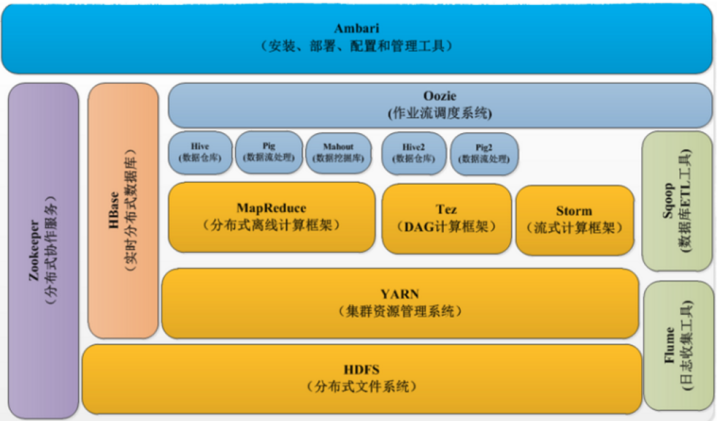 Ambari
（安装、部署、配置和管理工具）
Zookeeper
（分布式协作服务）
HBase
（实时分布式数据库）
Oozie
(作业流调度系统)
Hive
(数据仓库)
Pig
(数据流处理)
Mahout
(数据挖掘库)
Hive2
(数据仓库)
Pig2
(数据流处理)
MapReduce
（分布式离线计算框架）
Tez
（DAG计算框架）
Storm
（流式计算框架）
Sqoop
(数据库ETL工具)
YARN
（集群资源管理系统）
Flume
(日志收集工具)
HDFS
（分布式文件系统）